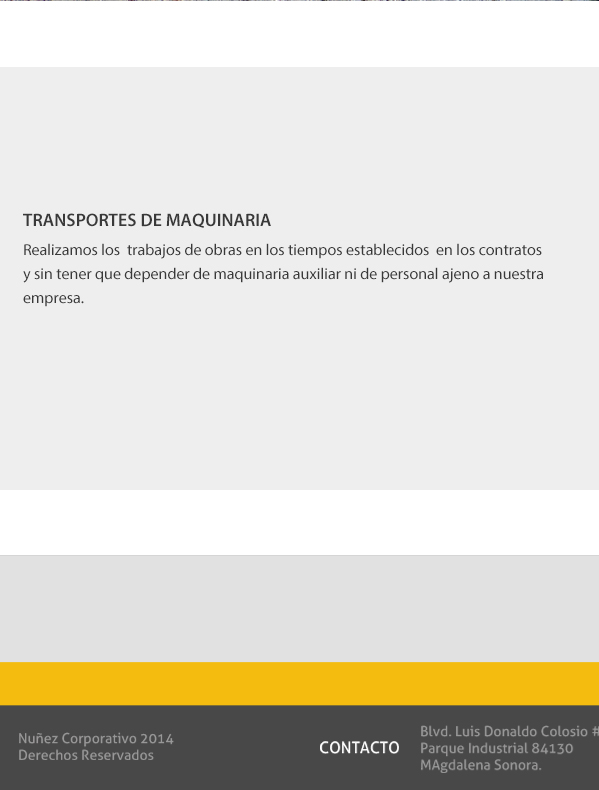 TRANSPORTES DE MAQUINARIA
Realizamos los  trabajos de obras en los tiempos establecidos  en los contratos
y sin tener que depender de maquinaria auxiliar ni de personal ajeno a nuestra
empresa.
Nuñez Corporativo 2014
Derechos Reservados
CONTACTO
Blvd. Luis Donaldo Colosio #
Parque Industrial 84130
MAgdalena Sonora.